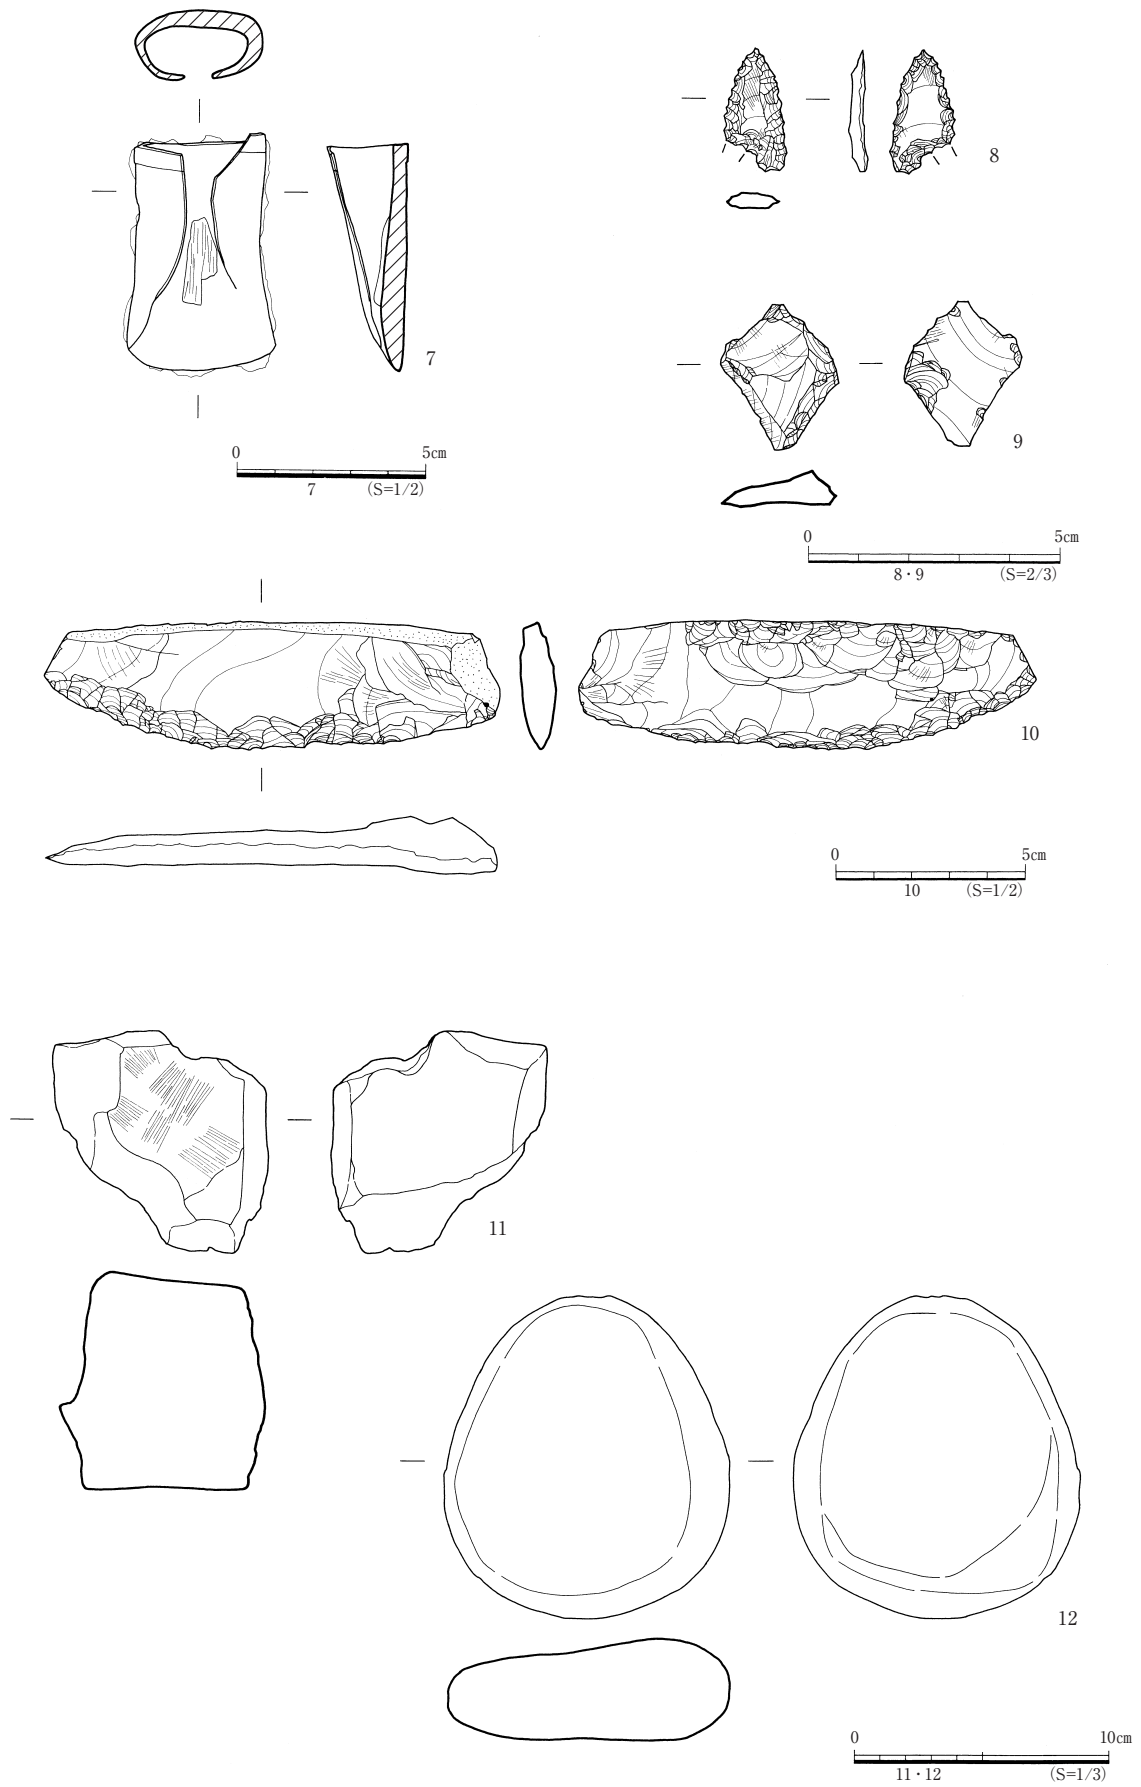 7
8
9
0 5cm
7 (S=1/2)
0 5cm
8・9 (S=2/3)
10
0 5cm
10 (S=1/2)
11
12
0 10cm
11・12 (S=1/3)